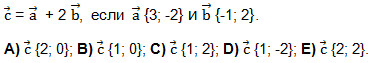 c⃗ = a⃗ + 2 b⃗, если a⃗ {3; -2} и b⃗ {-1; 2}.
A) c⃗ {2; 0}; B) c⃗ {1; 0}; C) c⃗ {1; 2}; D) c⃗ {1; -2}; E) c⃗ {2; 2}.